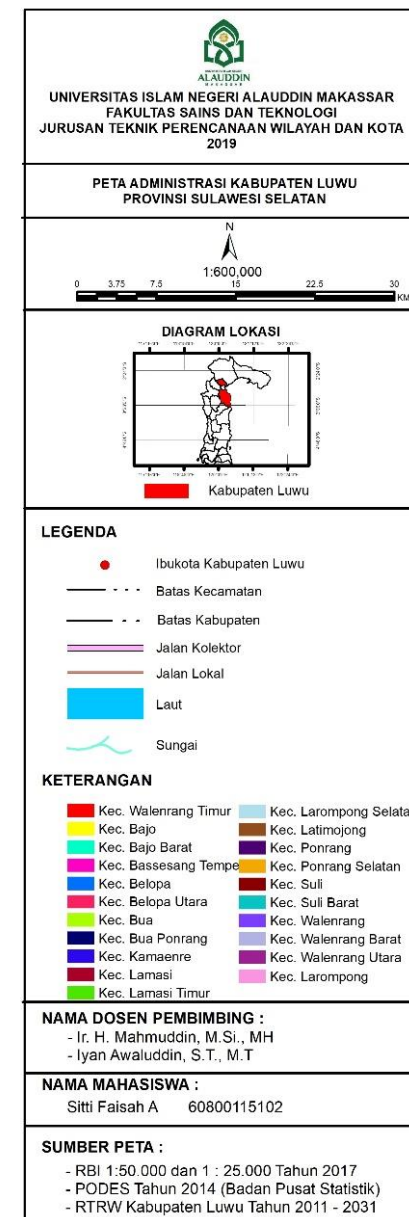 ALAUDDIN
MAKASSAR
UNIVERSITAS ISLAM NEGERI ALAUDDIN MAKASSAR
FAKULTAS SAINS DAN TEKNOLOGI
JURUSAN TEKNIK PERENCANAAN WILAYAH DAN KOTA
2019
PETA ADMINISTRASI KABUPATEN LUWU
PROVINSI SULAWESI SELATAN
N
1:600,000
0 3.75 7.5 15 22.5 30
KM
DIAGRAM LOKASI
Kabupaten Luwu
LEGENDA
Ibukota Kabupaten Luwu
Batas Kecamatan
Batas Kabupaten
Jalan Kolektor
Jalan Lokal
Laut
Sungai
KETERANGAN
Kec. Walenrang Timur
Kec. Bajo
Kec. Bajo Barat
Kec. Bassesang Tempe
Kec. Belopa
Kec. Belopa Utara
Kec. Bua
Kec. Bua Ponrang
Kec. Kamaenre
Kec. Lamasi
Kec. Lamasi Timur
Kec. Larompong Selata
Kec. Latimojong
Kec. Ponrang
Kec. Ponrang Selatan
Kec. Suli
Kec. Suli Barat
Kec. Walenrang
Kec. Walenrang Barat
Kec. Walenrang Utara
Kec. Larompong
NAMA DOSEN PEMBIMBING :
- Ir. H. Mahmuddin, M.Si., MH
- Iyan Awaluddin, S.T., M.T
NAMA MAHASISWA :
Sitti Faisah A 60800115102
SUMBER PETA :
- RBI 1:50.000 dan 1 : 25.000 Tahun 2017
- PODES Tahun 2014 (Badan Pusat Statistik)
- RTRW Kabupaten Luwu Tahun 2011 - 2031